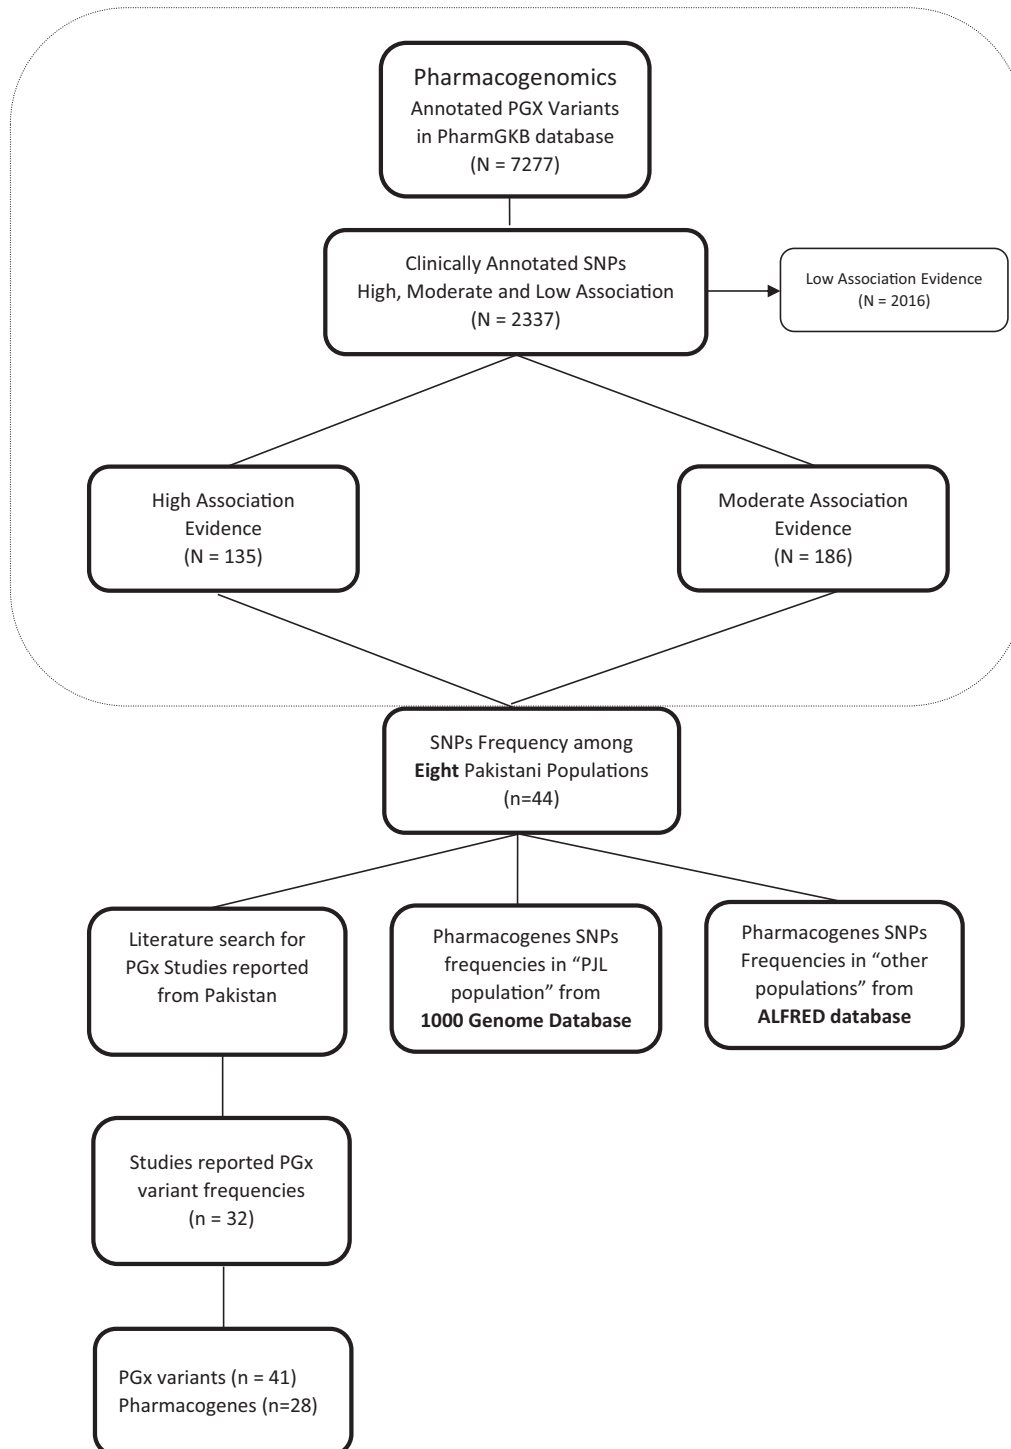 Pharmacogenomics
Annotated PGX Variants
in PharmGKB database
(N = 7277)
Clinically Annotated SNPs
High, Moderate and Low Association
(N = 2337)
Low Association Evidence
(N = 2016)
High Association
Evidence
(N = 135)
Moderate Association
Evidence
(N = 186)
SNPs Frequency among
Eight Pakistani Populations
(n=44)
Literature search for
PGx Studies reported
from Pakistan
Pharmacogenes SNPs
frequencies in “PJL
population” from
1000 Genome Database
Pharmacogenes SNPs
Frequencies in “other
populations” from
ALFRED database
Studies reported PGx
variant frequencies
(n = 32)
PGx variants (n = 41)
Pharmacogenes (n=28)